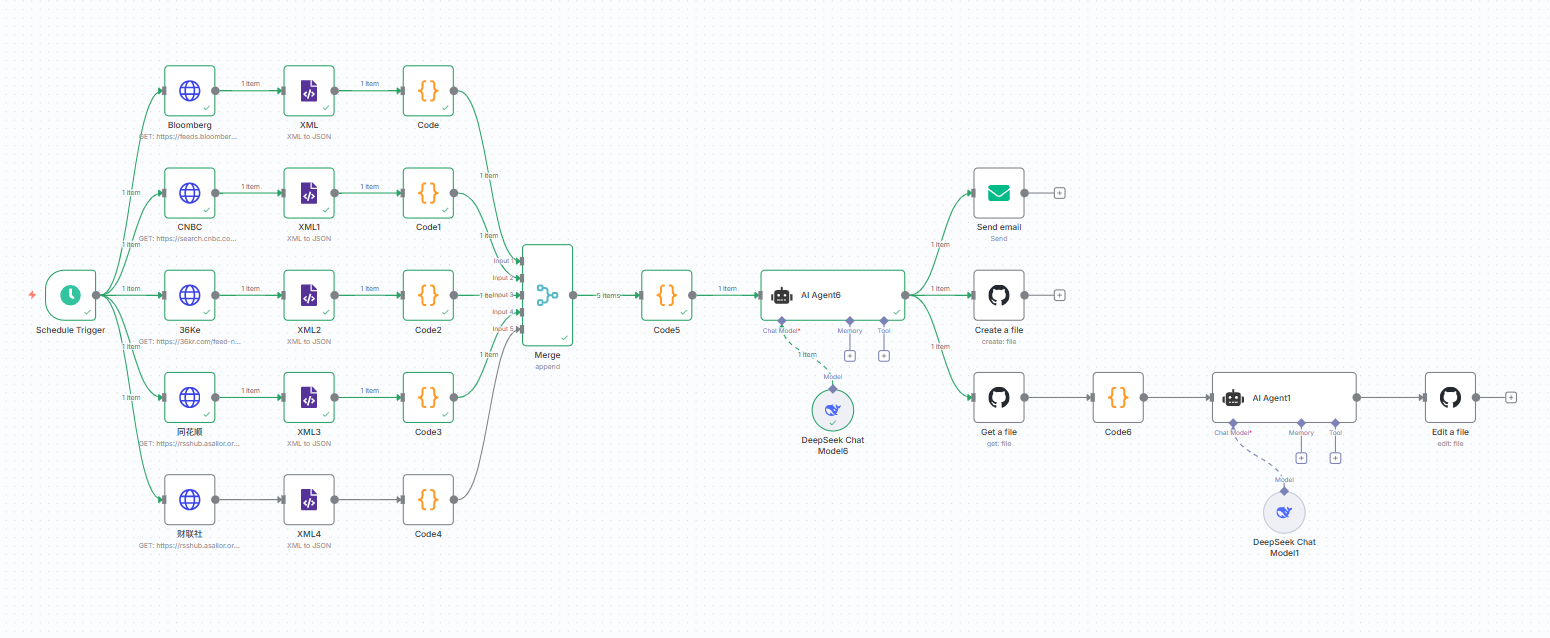 1 item
1 item
Bloomberg
XML
Code
GET: https://feeds.bloomber...
XML to JSON
1 item
1 item
1 item
1 item
CNBC
XML1
Code1
GET: https://search.cnbc.co...
XML to JSON
1 item
1 item
Send email
Send
1 item
1 item
Input 1
Input 2
Input 3
Input 4
Input 5
1 item
1 item
1 item
5 items
1 item
AI Agent6
Schedule Trigger
36Ke
XML2
Code2
GET: https://36kr.com/feed-n...
XML to JSON
Merge
append
Code5
Chat Model*
Memory
Tool
Create a file
create: file
1 item
1 item
1 item
1 item
1 item
1 item
Model
1 item
同花顺
XML3
Code3
GET: https://rsshub.asailor.or...
XML to JSON
DeepSeek Chat
Model6
Get a file
get: file
Code6
AI Agent1
Chat Model*
Memory
Tool
Edit a file
edit: file
Model
DeepSeek Chat
Model1
财联社
XML4
Code4
GET: https://rsshub.asailor.or...
XML to JSON